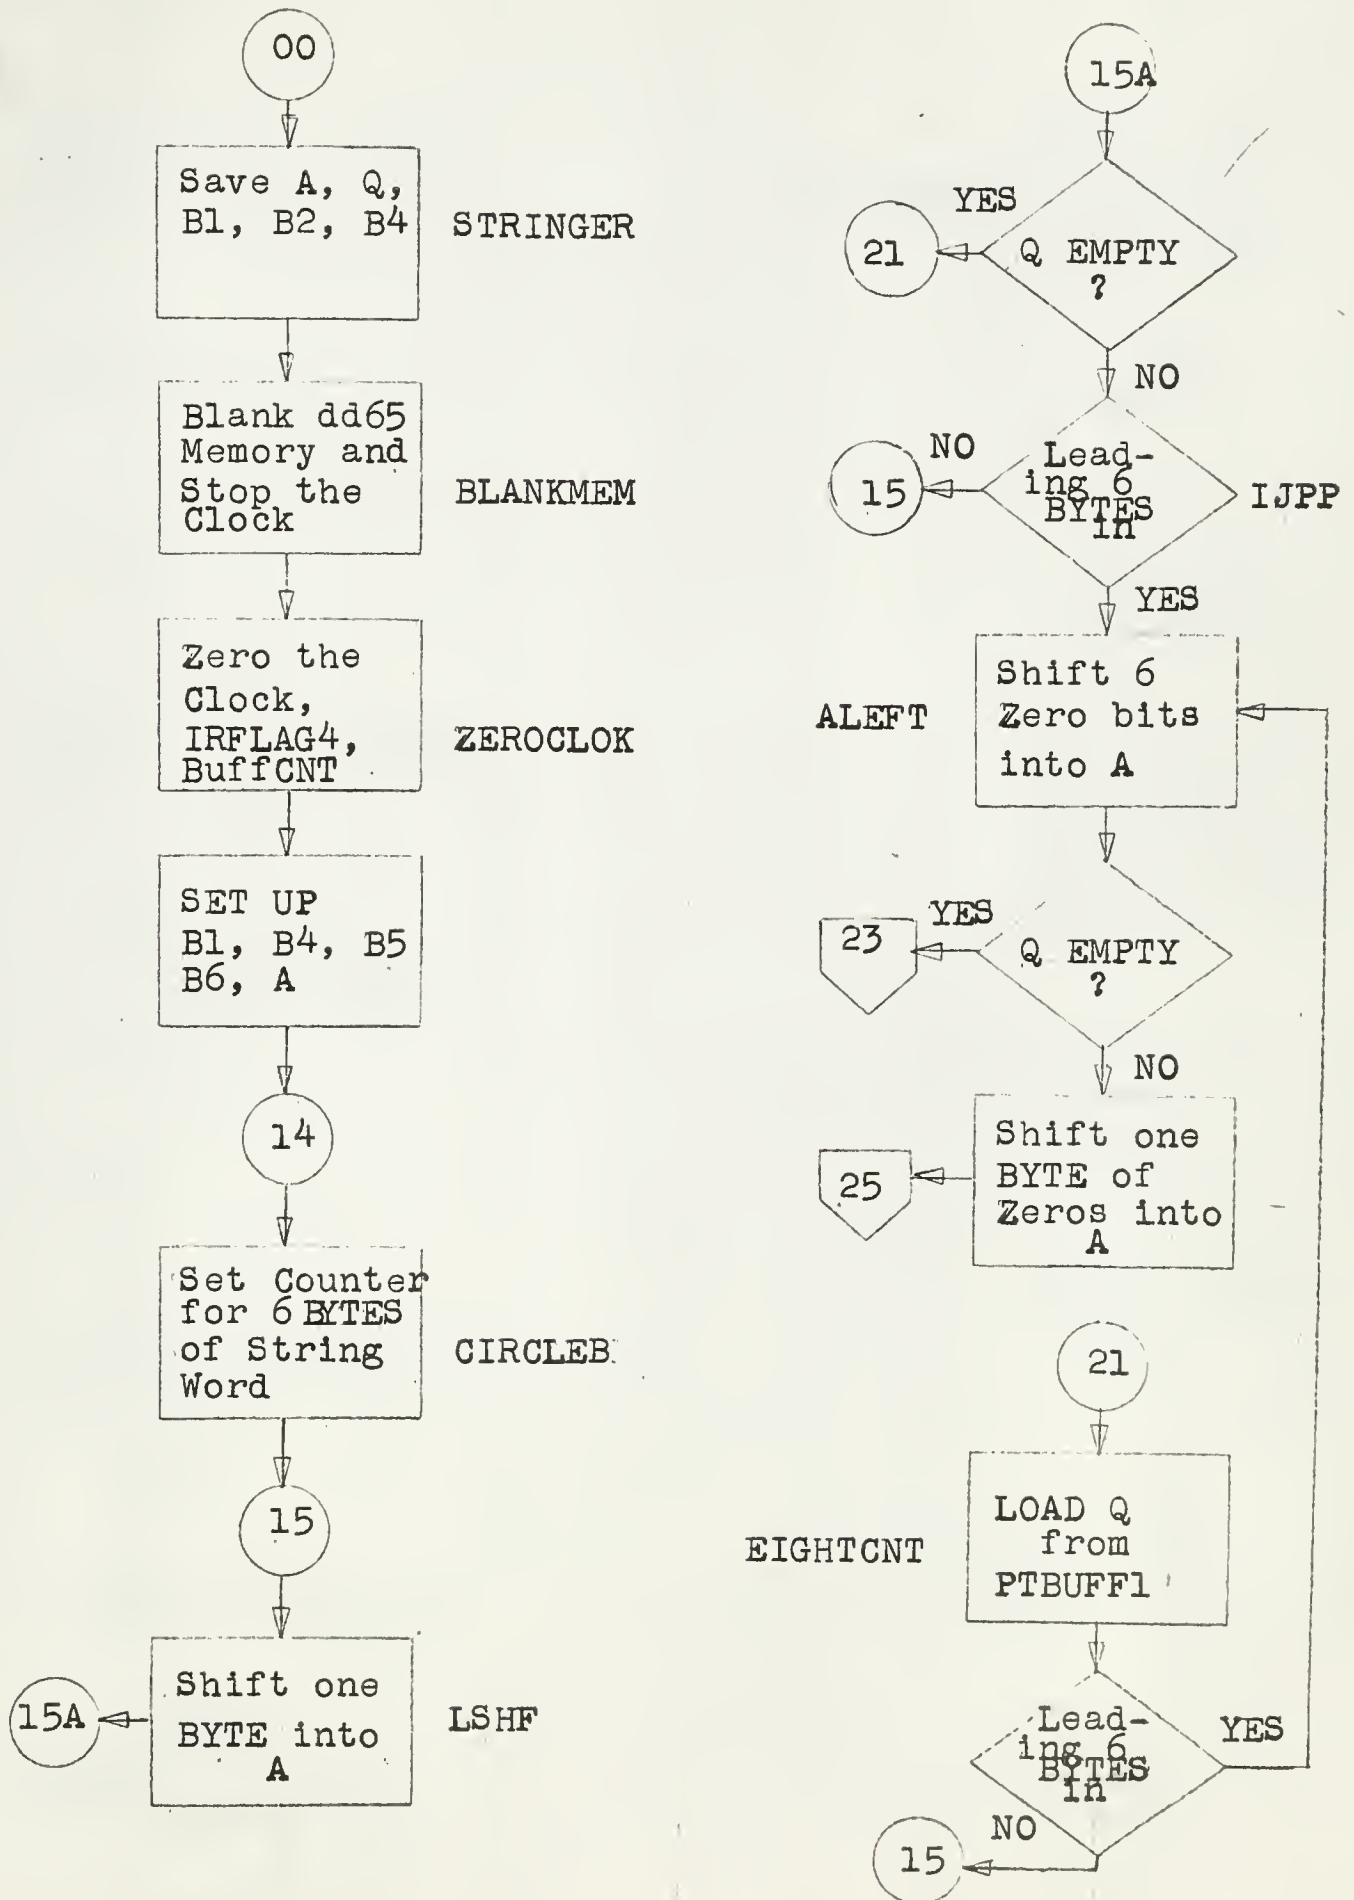 00
Save A, Q,
B1, B2, B4
STRINGER
Blank dd65
Memory and
Stop the
Clock
BLANKMEM
Zero the
Clock,
IRFLAG4,
BuffCNT
ZEROCLOK
SET UP
B1, B4, B5
B6, A
14
Set Counter
for 6 BYTES
of String
Word
CIRCLEB
15
Shift one
BYTE into
A
LSHF
15A
15A
Q EMPTY
?
YES
21
NO
Lead-
ing 6
BYTES
in
IJPP
NO
15
YES
Shift 6
Zero bits
into A
ALEFT
Q EMPTY
?
YES
23
NO
Shift one
BYTE of
Zeros into
A
25
21
LOAD Q
from
PTBUFF1
EIGHTCNT
Lead-
ing 6
BYTES
in
YES
NO
15